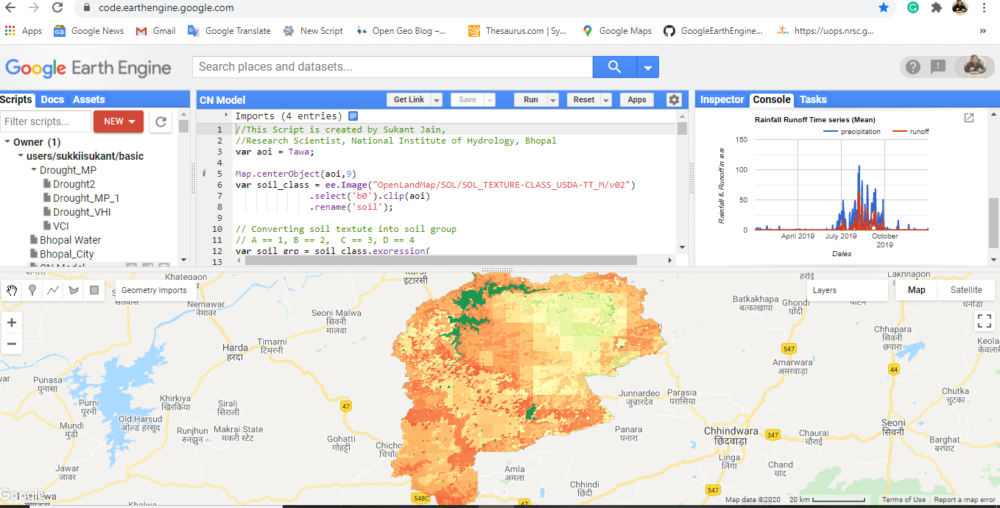 code.earthengine.google.com
Apps
Google News
Gmail
Google Translate
New Script
Open Geo Blog –...
Thesaurus.com | Sy...
Google Maps
GoogleEarthEngine...
https://uops.nrsc.g...
»
Google Earth Engine
Search places and datasets...
Scripts Docs Assets
Filter scripts...
NEW
Owner (1)
users/sukkiisukant/basic
Drought_MP
Drought2
Drought_MP_1
Drought_VHI
VCI
Bhopal Water
Bhopal_City
CN Model
CN Model
Get Link
Save
Run
Reset
Apps
Imports (4 entries)
1 //This Script is created by Sukant Jain,
2 //Research Scientist, National Institute of Hydrology, Bhopal
3 var aoi = Tawa;
4
i 5 Map.centerObject(aoi,9)
6 var soil_class = ee.Image("OpenLandMap/SOL/SOL_TEXTURE-CLASS_USDA-TT_M/v02")
7 .select('b0').clip(aoi)
8 .rename('soil');
9
10 // Converting soil textute into soil group
11 // A == 1, B == 2,  C == 3, D == 4
12 var soil_grp = soil_class.expression(
13
Inspector Console Tasks
Rainfall Runoff Time series (Mean)
precipitation
runoff
150
100
50
0
Rainfall & Runoff in mm
April 2019
July 2019
October
2019
Dates
Geometry Imports
Layers
Map
Satellite
Khategaon
खातेगांव
Nemawar
नेमावर
इटारसी
हरोई
Lakhnadon
Batkakhapa
बत्काखापा
Ghondi
घोंदी
घाटन
धनोडा
Seoni Malwa
सिवनी
मालवा
Chhapara
सिवनी
छपारा
Keola
केवलार
Harda
हरदा
Timarni
टिमरनी
547
Amarwara
अमरवाड़ा
44
Punasa
पुनासा
Chutka
चुटका
Purni
पूरनी
Khirkiya
खिरकिया
Sirali
सिराली
47
Junnardeo
जुन्नारदेव
Parasia
परासिया
Old Harsud
ओल्ड हरसूद
Mundi
मुंडी
Runjhun
रुनझुन
Makrai State
मकराई स्टेट
Gohatti
गोहट्टी
Panara
पनारा
Chhindwara
छिंदवाड़ा
347
Chaurai
चौराई
Seoni
सिवनी
Barghat
बरघाट
Linga
लिंगा
Chand
चांद
Jawar
जावर
Amla
अमला
Chhindi
छिंदी
547
548C
47
Khalwa
Google
Map data ©2020
20 km
Terms of Use
Report a map error